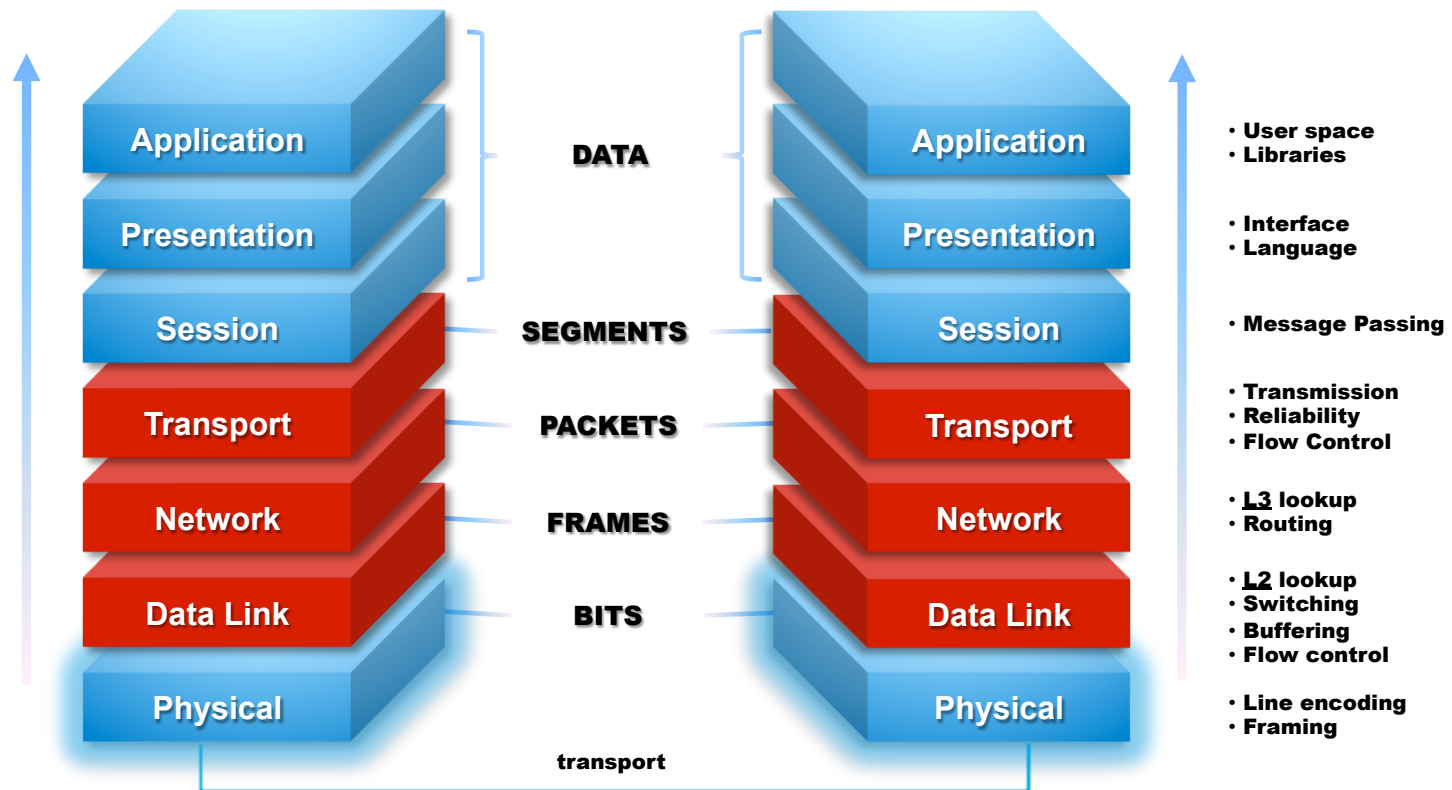 Application
Presentation
Session
Transport
Network
Data Link
Physical
DATA
SEGMENTS
PACKETS
FRAMES
BITS
transport
Application
Presentation
Session
Transport
Network
Data Link
Physical
• User space
• Libraries
• Interface
• Language
• Message Passing
• Transmission
• Reliability
• Flow Control
• L3 lookup
• Routing
• L2 lookup
• Switching
• Buffering
• Flow control
• Line encoding
• Framing